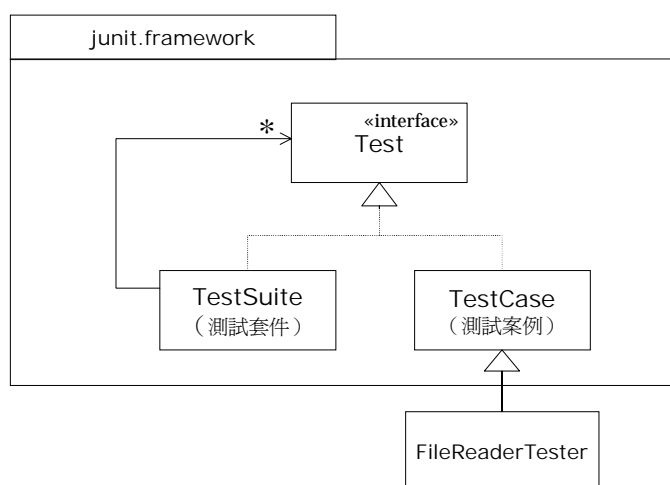 junit.framework
*
«interface»
Test
TestSuite
（測試套件）
TestCase
（測試案例）
FileReaderTester